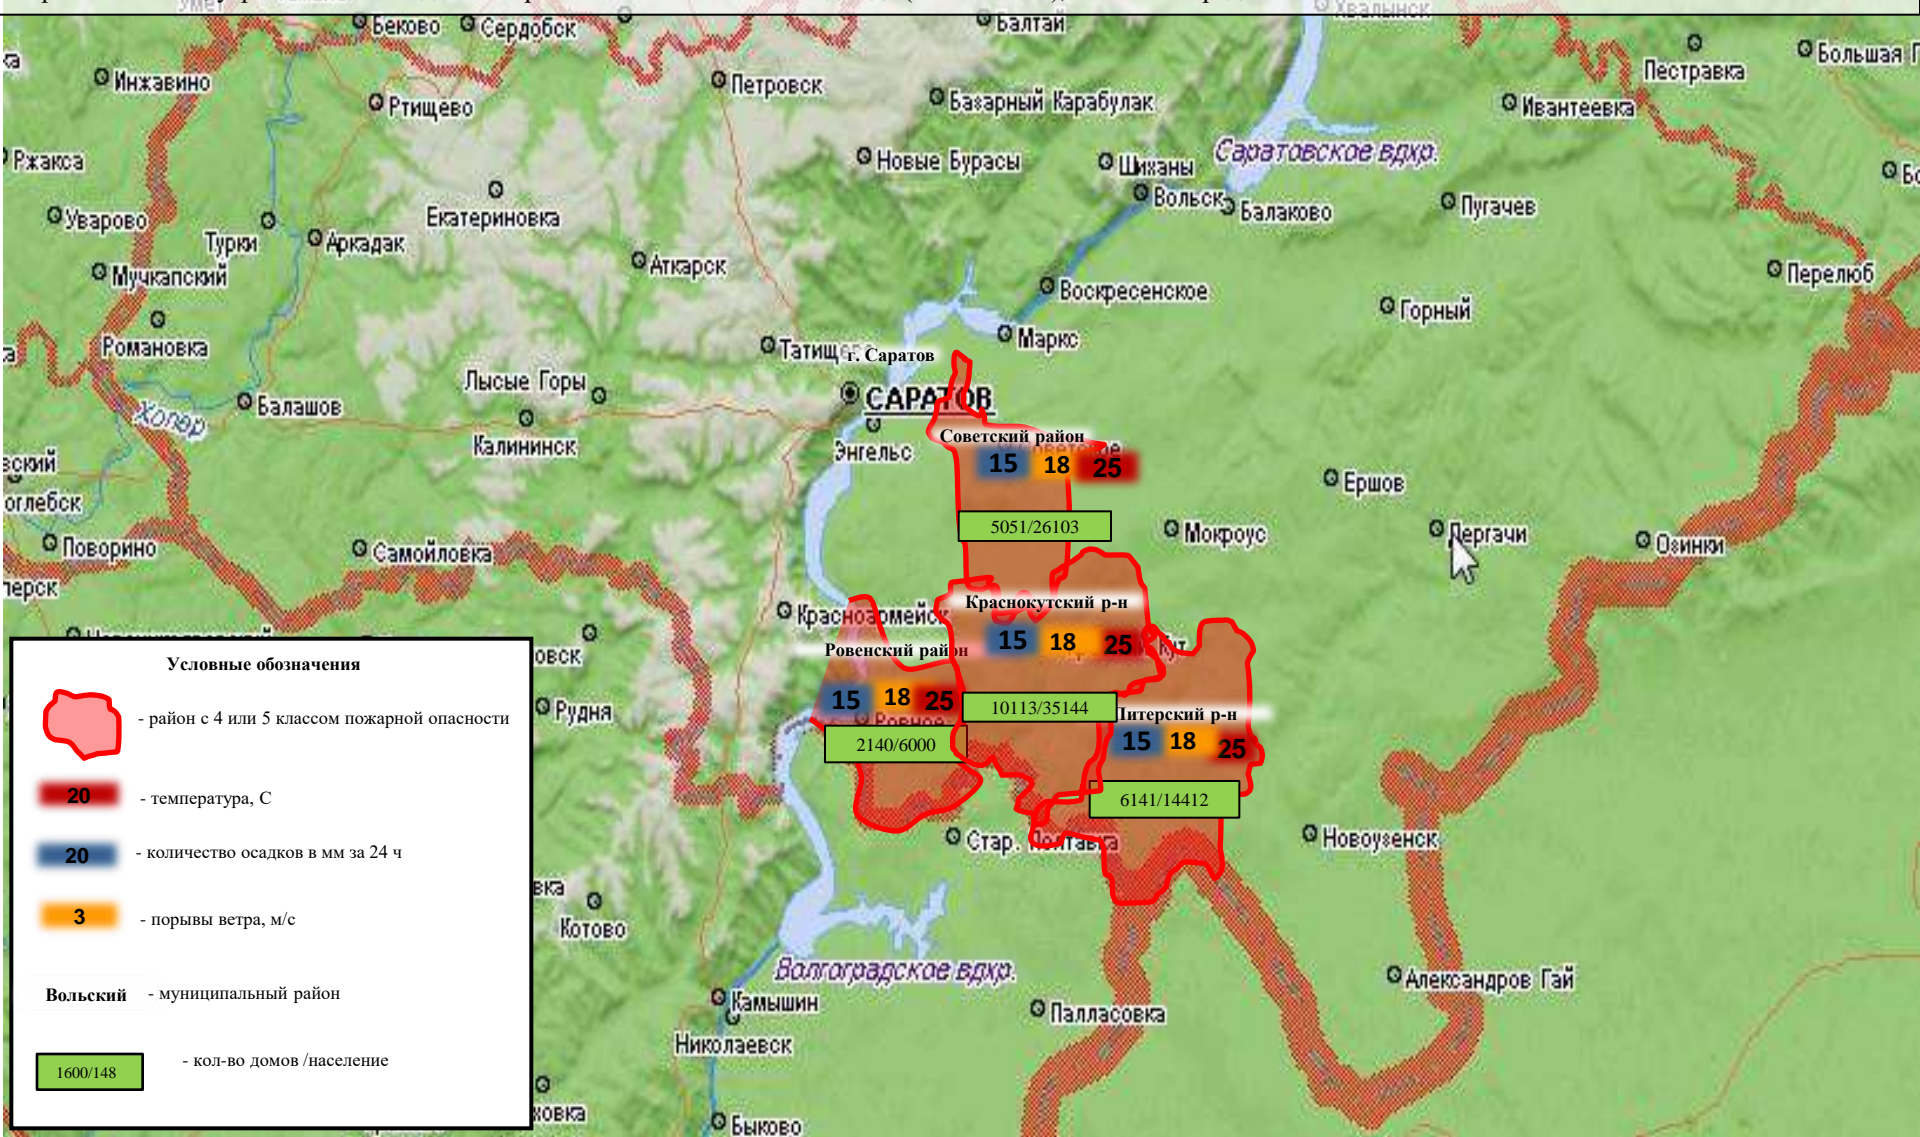 Беково
Сердобск
Балтай
Хвалынск
Инжавино
Ртищево
Петровск
Базарный Карабулак
Пестравка
Ивантеевка
Ржакса
Новые Бурасы
Шиханы
Саратовское вдхр.
Уварово
Екатериновка
Вольск
Балаково
Пугачев
Турки
Аркадак
Мучкапский
Аткарск
Воскресенское
Перелюб
Горный
Романовка
Татищ
г. Саратов
Маркс
Лысые Горы
САРАТОВ
Балашов
Хопер
Калининск
Энгельс
Советский район
15 18 25
Ершов
5051/26103
Мокроус
Дергачи
Озинки
Поворино
Самойловка
Красноармейск
Краснокутский р-н
15 18 25
Ровенский район
15 18 25
Ровное
10113/35144
Питерский р-н
15 18 25
2140/6000
6141/14412
Рудня
Стар. Полтавка
Новоузенск
Котово
Волгоградское вдхр.
Александров Гай
Камышин
Палласовка
Николаевск
Быково
Условные обозначения
- район с 4 или 5 классом пожарной опасности
20 - температура, С
20 - количество осадков в мм за 24 ч
3 - порывы ветра, м/с
Вольский - муниципальный район
1600/148 - кол-во домов /население